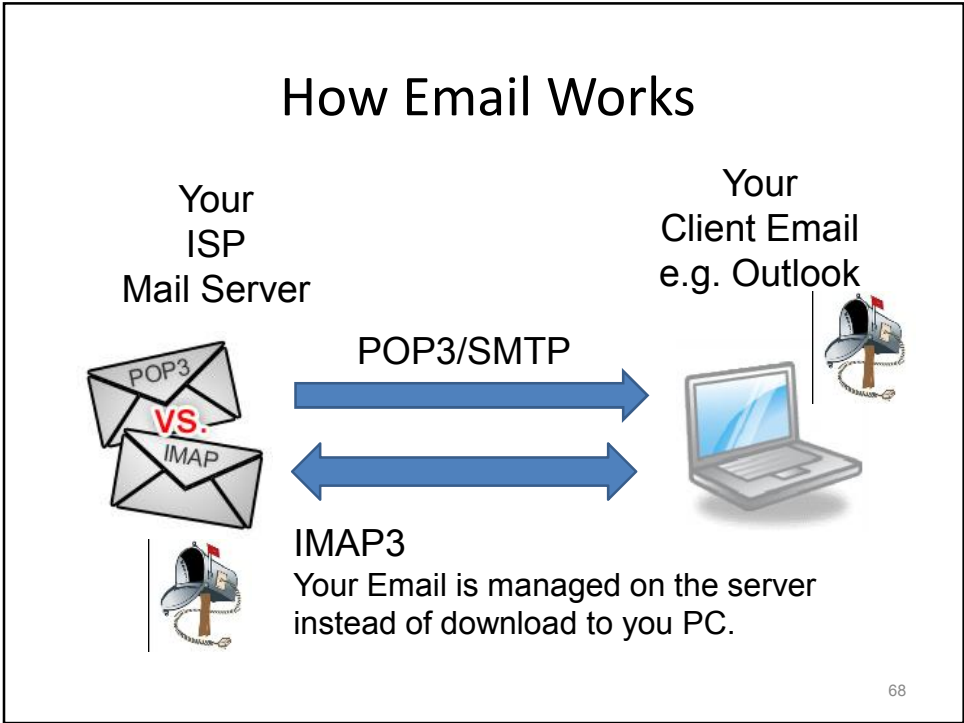 How Email Works
Your
ISP
Mail Server
Your
Client Email
e.g. Outlook
POP3/SMTP
POP3
VS.
IMAP
IMAP3
Your Email is managed on the server
instead of download to you PC.
68